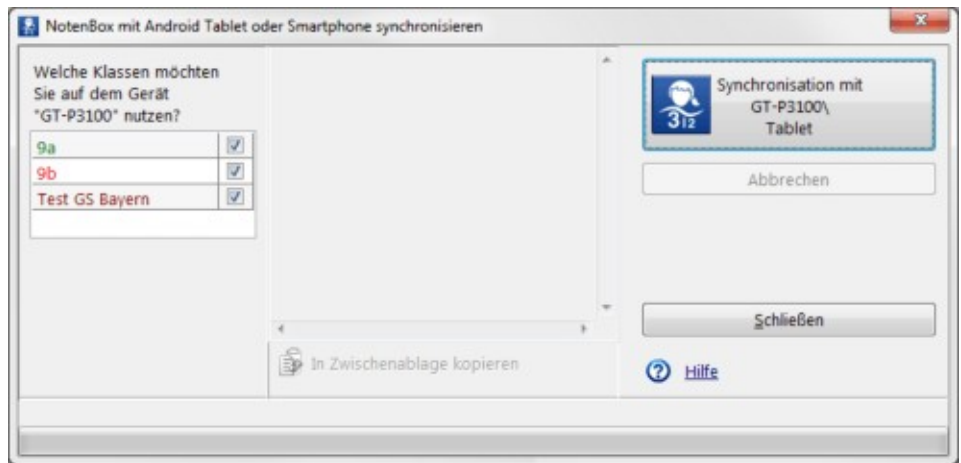 NotenBox mit Android Tablet oder Smartphone synchronisieren
Welche Klassen möchten
Sie auf dem Gerät
"GT-P3100" nutzen?
9a
9b
Test GS Bayern
In Zwischenablage kopieren
312
Synchronisation mit
GT-P3100\
Tablet
Abbrechen
Schließen
Hilfe